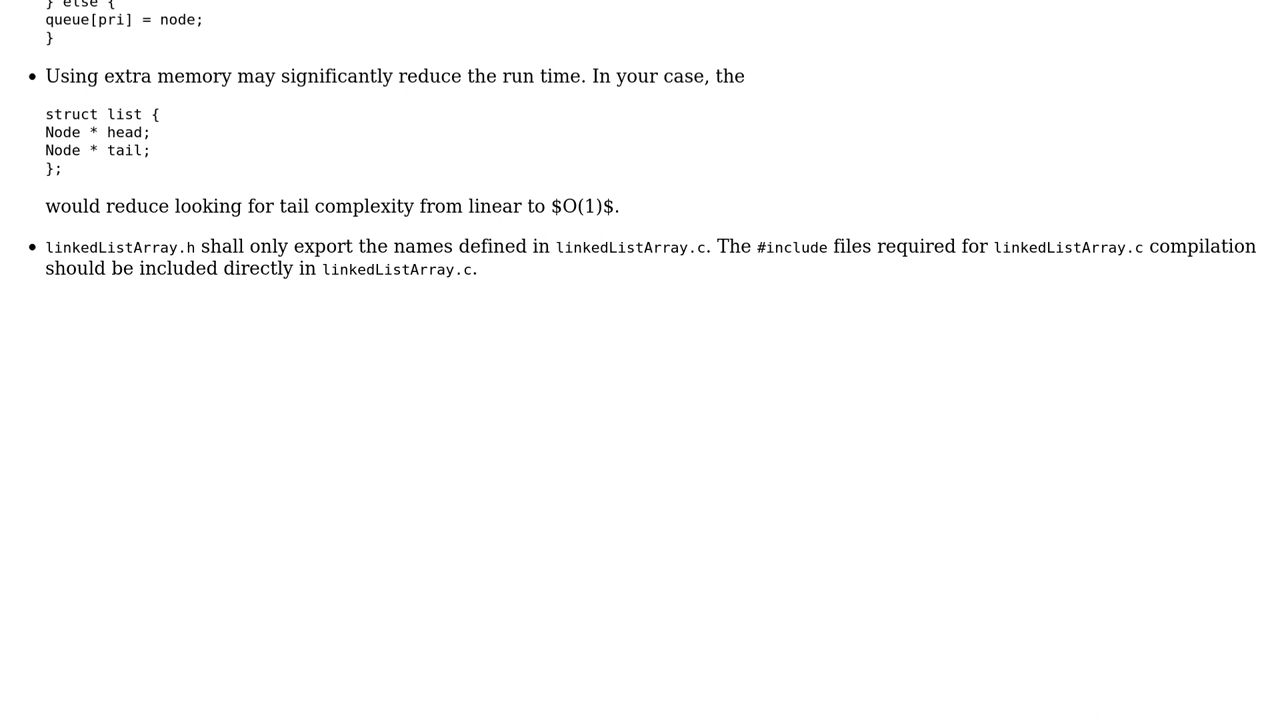 } else {
queue[pri] = node;
}
• Using extra memory may significantly reduce the run time. In your case, the
struct list {
Node * head;
Node * tail;
};
would reduce looking for tail complexity from linear to $O(1)$.
• linkedListArray.h shall only export the names defined in linkedListArray.c. The #include files required for linkedListArray.c compilation
should be included directly in linkedListArray.c.